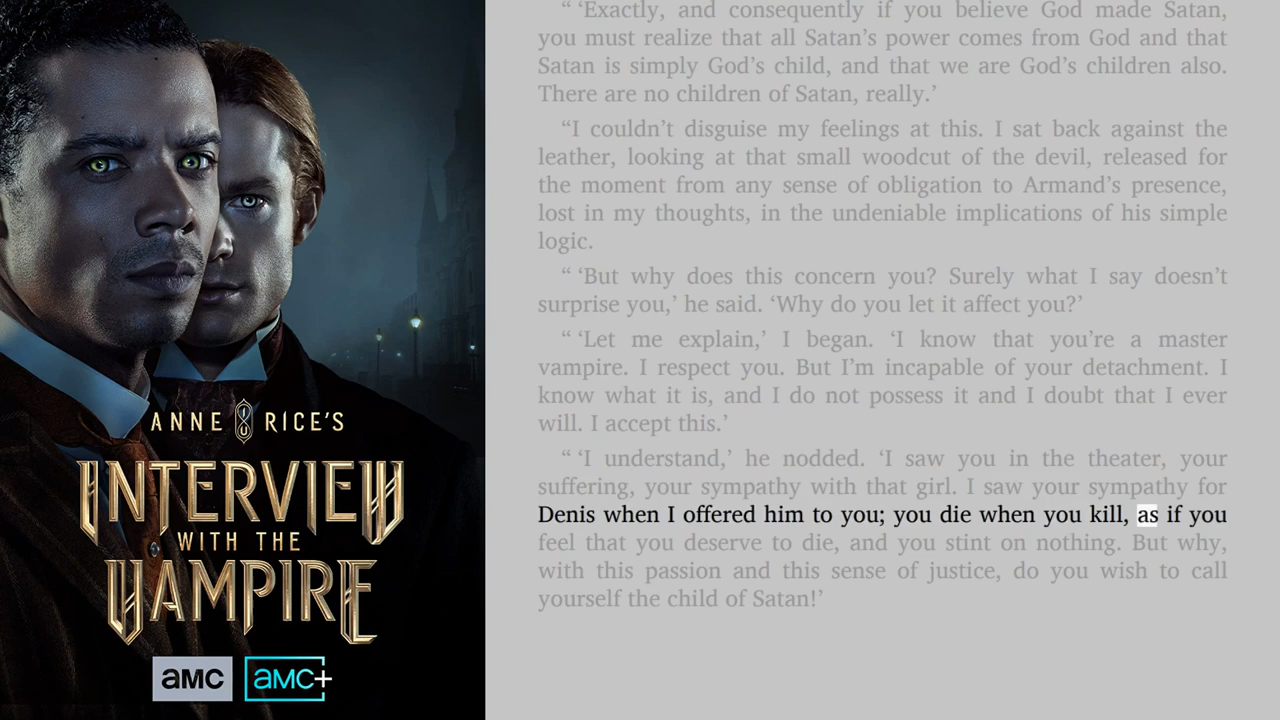 ANNE RICE'S
INTERVIEW
WITH THE
VAMPIRE
amc
amc+
“ ‘Exactly, and consequently if you believe God made Satan,
you must realize that all Satan’s power comes from God and that
Satan is simply God’s child, and that we are God’s children also.
There are no children of Satan, really.’
“I couldn’t disguise my feelings at this. I sat back against the
leather, looking at that small woodcut of the devil, released for
the moment from any sense of obligation to Armand’s presence,
lost in my thoughts, in the undeniable implications of his simple
logic.
“ ‘But why does this concern you? Surely what I say doesn’t
surprise you,’ he said. ‘Why do you let it affect you?’
“ ‘Let me explain,’ I began. ‘I know that you’re a master
vampire. I respect you. But I’m incapable of your detachment. I
know what it is, and I do not possess it and I doubt that I ever
will. I accept this.’
“ ‘I understand,’ he nodded. ‘I saw you in the theater, your
suffering, your sympathy with that girl. I saw your sympathy for
Denis when I offered him to you; you die when you kill, as if you
feel that you deserve to die, and you stint on nothing. But why,
with this passion and this sense of justice, do you wish to call
yourself the child of Satan!’